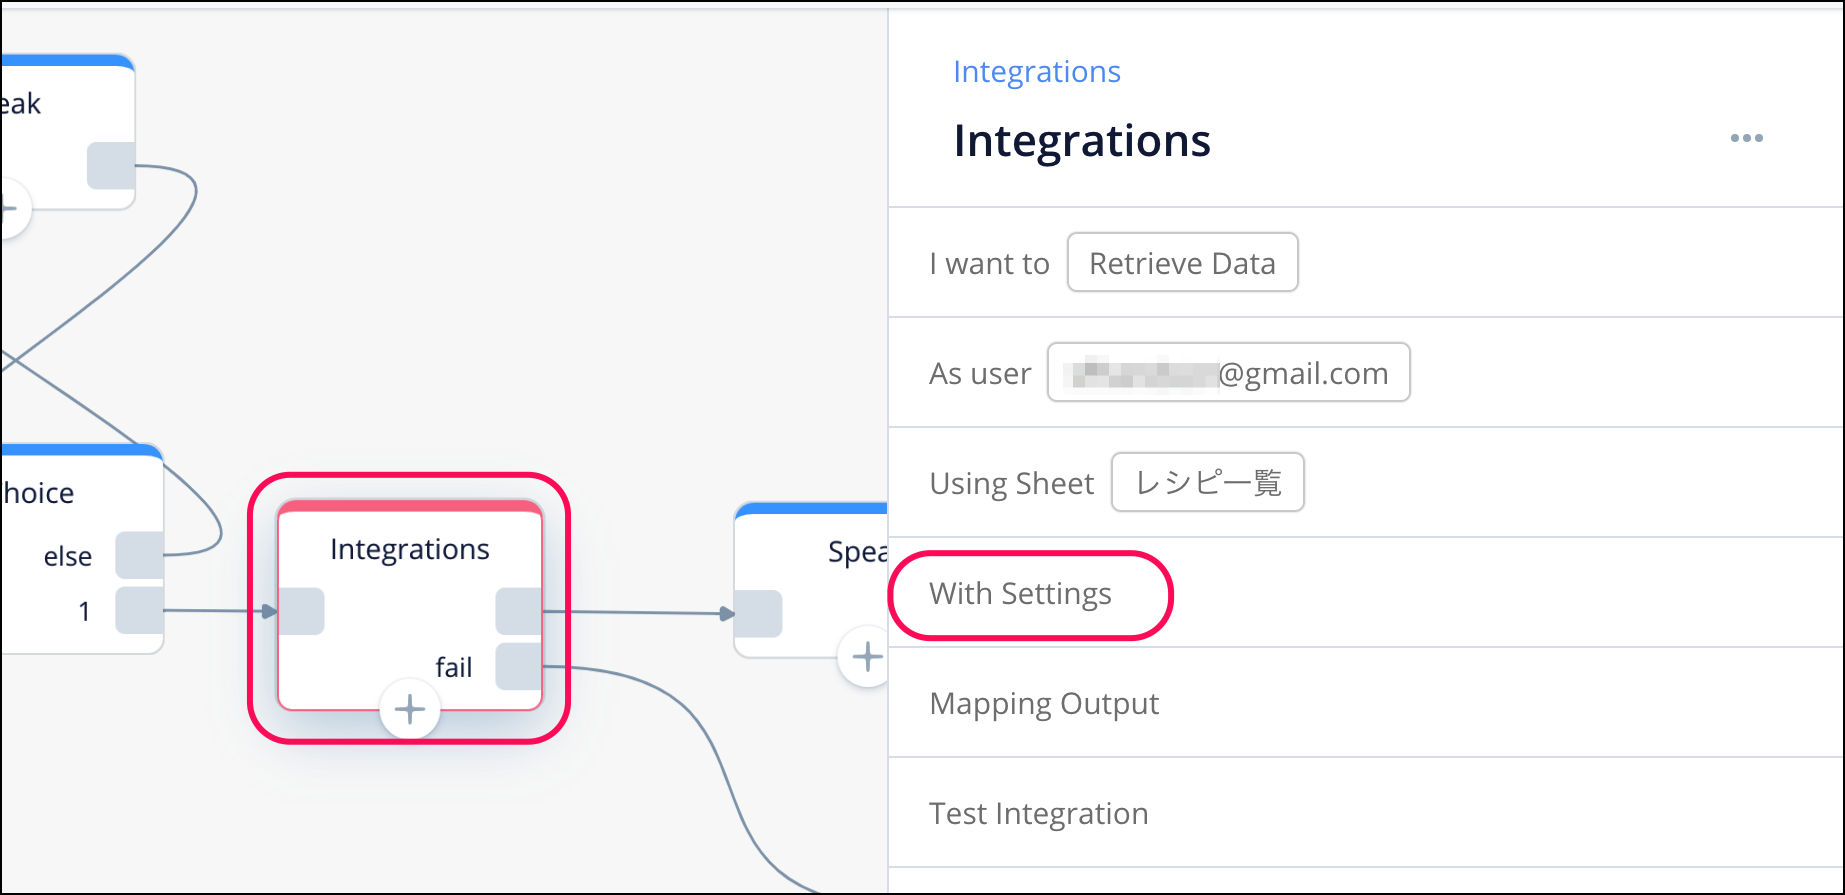 eak
hoice
else
1
Integrations
fail
Spea
Integrations
Integrations
I want to Retrieve Data
As user @gmail.com
Using Sheet レシピ一覧
With Settings
Mapping Output
Test Integration